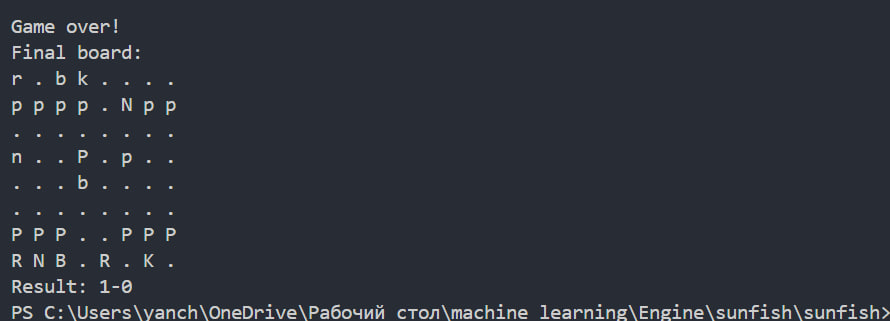 Game over!
Final board:
r . b k . . . .
p p p p . N p p
. . . . . . . .
n . . P . p . .
. . . b . . . .
. . . . . . . .
P P P . . P P P
R N B . R . K .
Result: 1-0
PS C:\Users\yanch\OneDrive\Рабочий стол\machine learning\Engine\sunfish\sunfish>